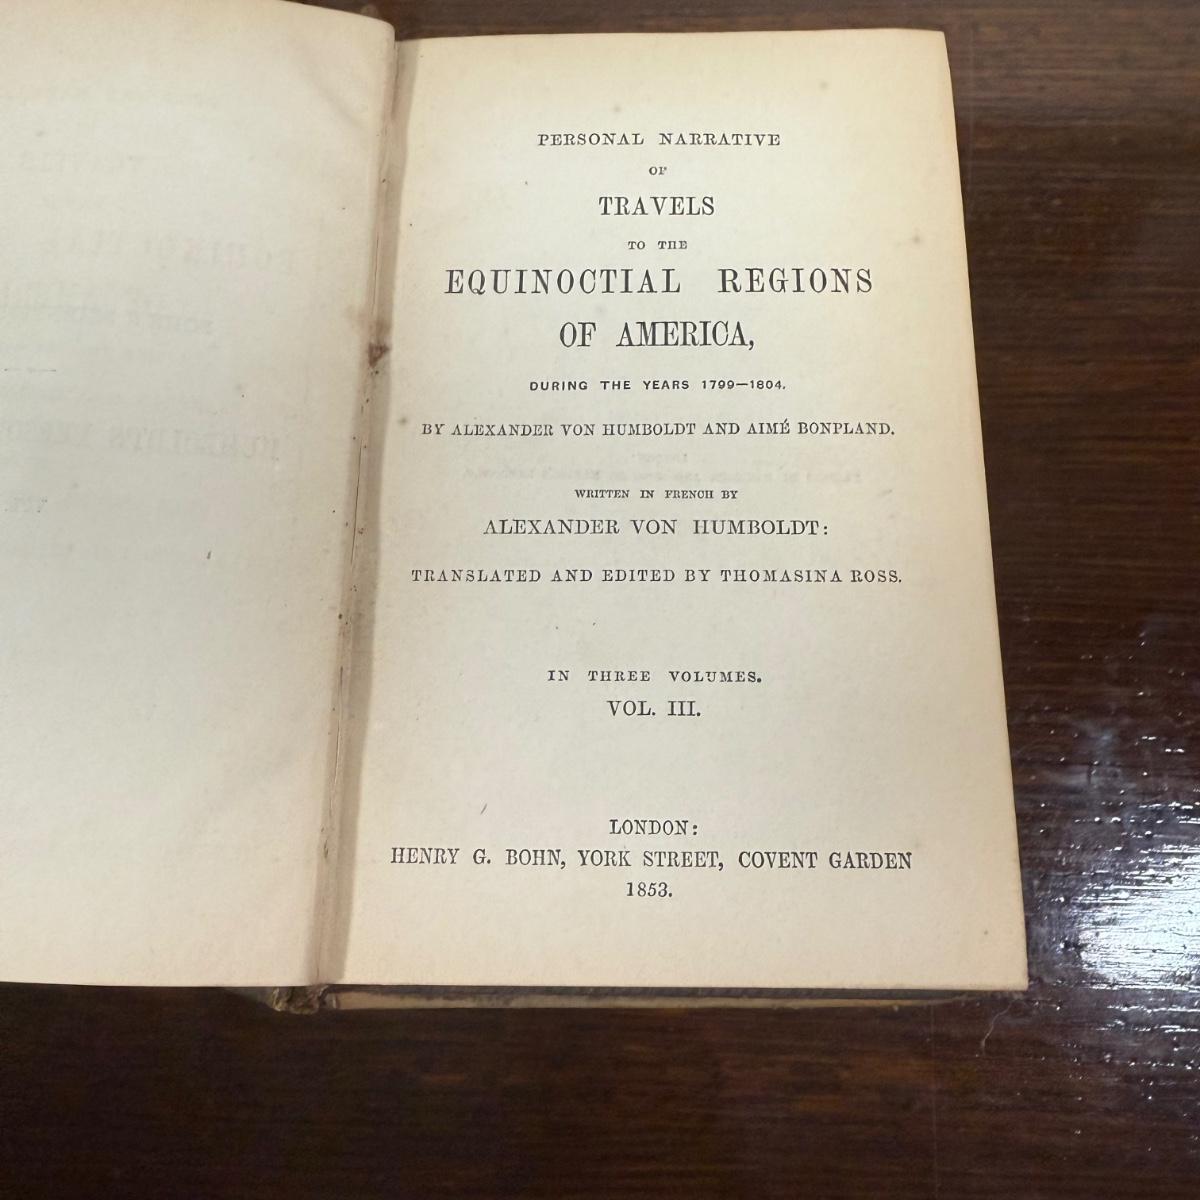 PERSONAL NARRATIVE
OF
TRAVELS
TO THE
EQUINOCTIAL REGIONS
OF AMERICA,
DURING THE YEARS 1799—1804.
BY ALEXANDER VON HUMBOLDT AND AIMÉ BONPLAND.
WRITTEN IN FRENCH BY
ALEXANDER VON HUMBOLDT:
TRANSLATED AND EDITED BY THOMASINA ROSS.
IN THREE VOLUMES.
VOL. III.
LONDON:
HENRY G. BOHN, YORK STREET, COVENT GARDEN
1853.